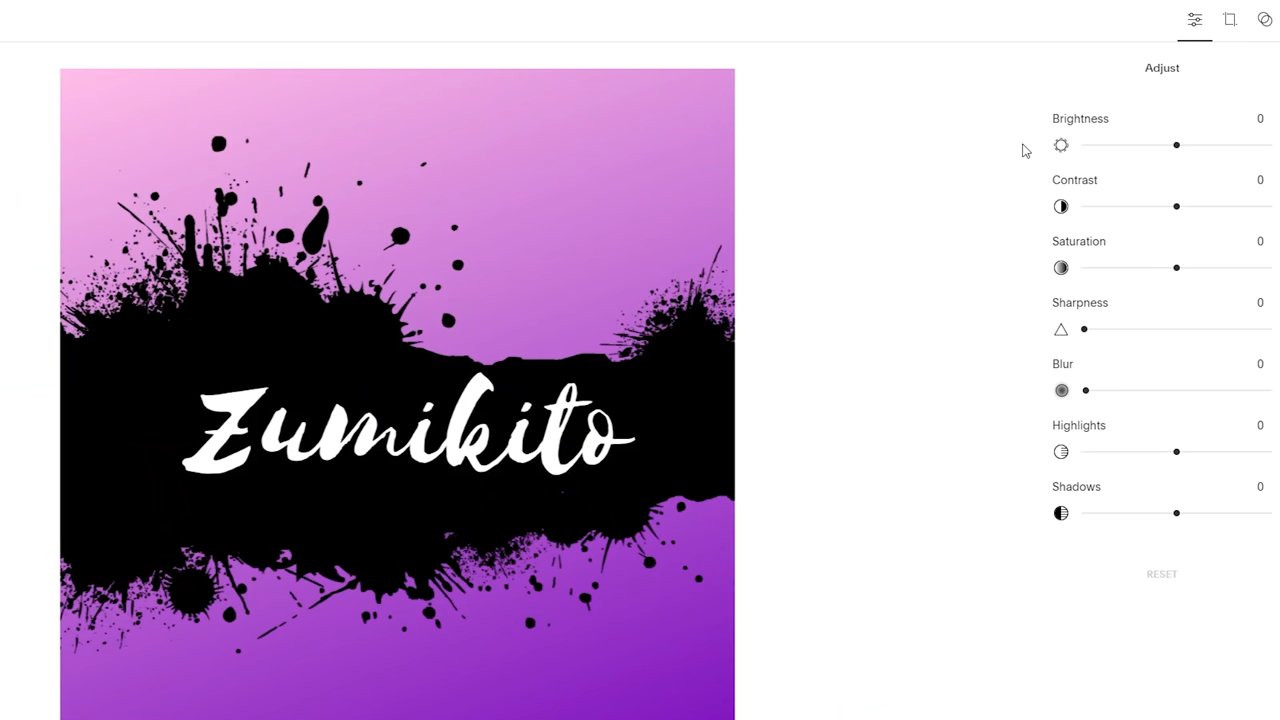 Adjust
Brightness 0
Contrast 0
Saturation 0
Sharpness 0
Blur 0
Highlights 0
Shadows 0
RESET
Zumikito